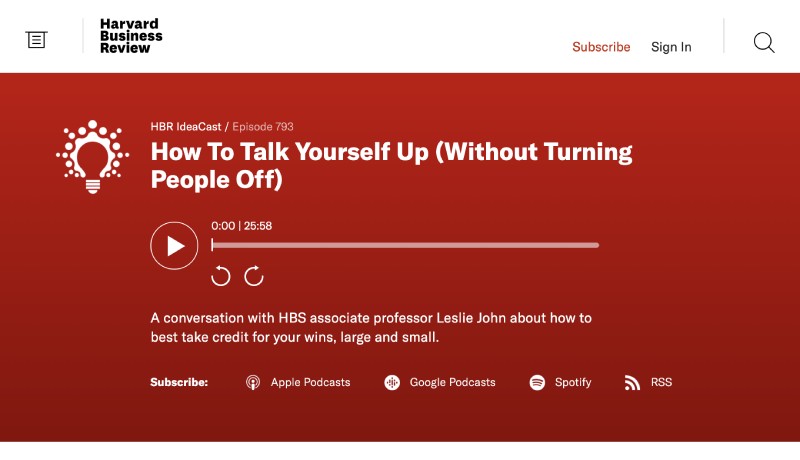 Harvard
Business
Review
Subscribe
Sign In
HBR IdeaCast / Episode 793
How To Talk Yourself Up (Without Turning
People Off)
0:00 | 25:58
A conversation with HBS associate professor Leslie John about how to
best take credit for your wins, large and small.
Subscribe: Apple Podcasts Google Podcasts Spotify RSS